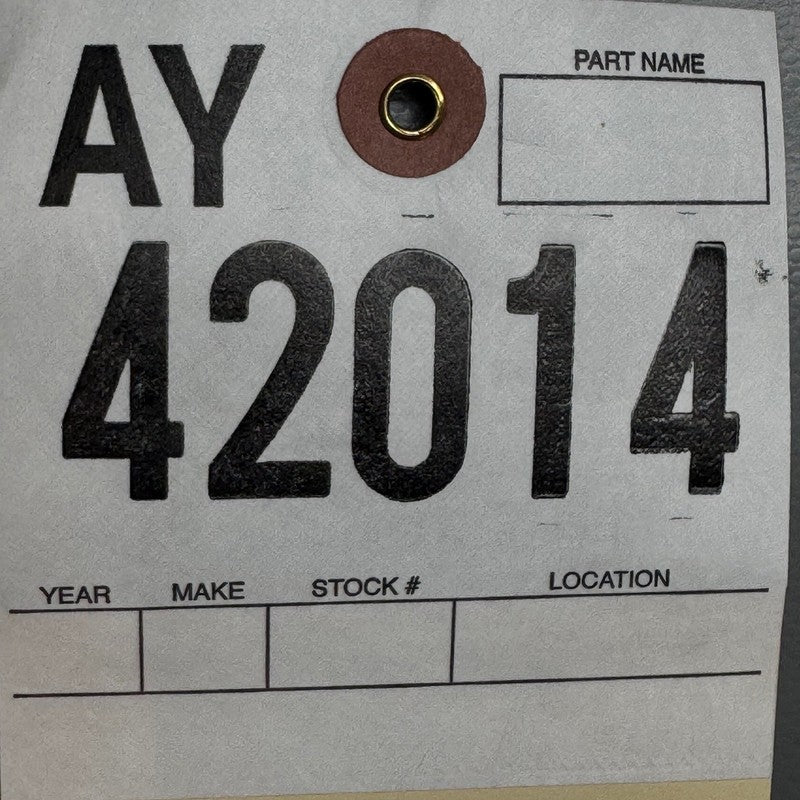 AY
PART NAME
42014
YEAR MAKE STOCK # LOCATION